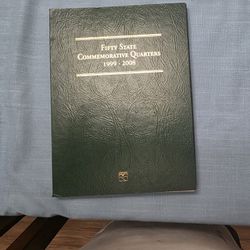 FIFTY STATE
COMMEMORATIVE QUARTERS
1999 - 2008